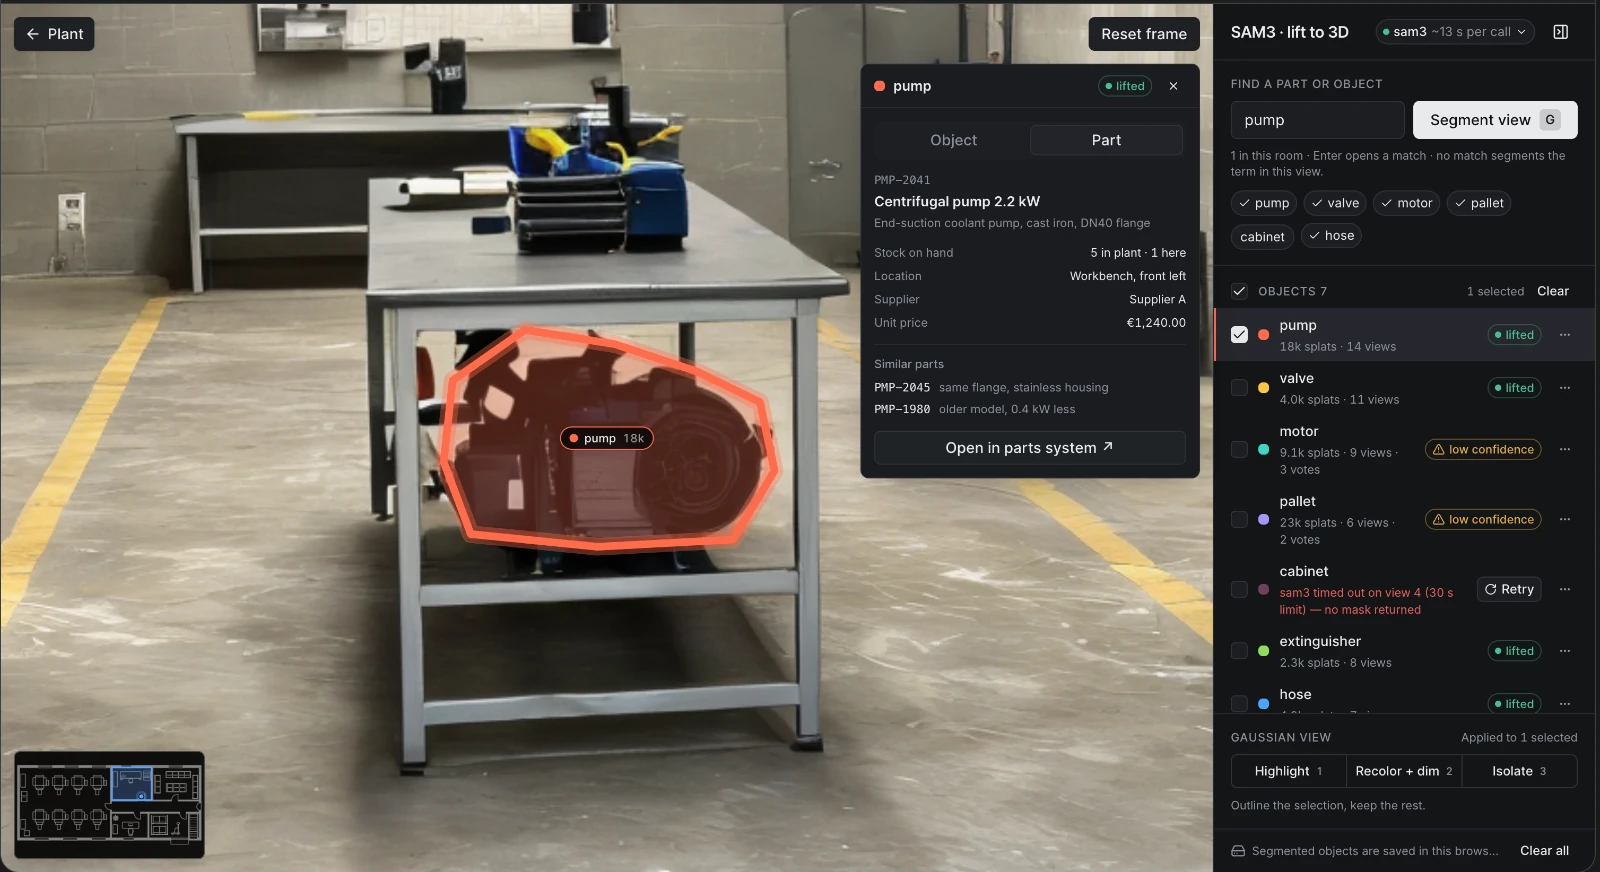 Plant
Reset frame
pump
lifted
Object
Part
PMP-2041
Centrifugal pump 2.2 kW
End-suction coolant pump, cast iron, DN40 flange
Stock on hand
5 in plant · 1 here
Location
Workbench, front left
Supplier
Supplier A
Unit price
€1,240.00
Similar parts
PMP-2045 same flange, stainless housing
PMP-1980 older model, 0.4 kW less
Open in parts system ↗
pump 18k
SAM3 · lift to 3D
sam3 ~13 s per call
FIND A PART OR OBJECT
pump
Segment view G
1 in this room · Enter opens a match · no match segments the
term in this view.
pump
valve
motor
pallet
cabinet
hose
OBJECTS 7
1 selected
Clear
pump
18k splats · 14 views
lifted
valve
4.0k splats · 11 views
lifted
motor
9.1k splats · 9 views ·
3 votes
low confidence
pallet
23k splats · 6 views ·
2 votes
low confidence
cabinet
sam3 timed out on view 4 (30 s
limit) — no mask returned
Retry
extinguisher
2.3k splats · 8 views
lifted
hose
lifted
GAUSSIAN VIEW
Applied to 1 selected
Highlight 1
Recolor + dim 2
Isolate 3
Outline the selection, keep the rest.
Segmented objects are saved in this brows...
Clear all